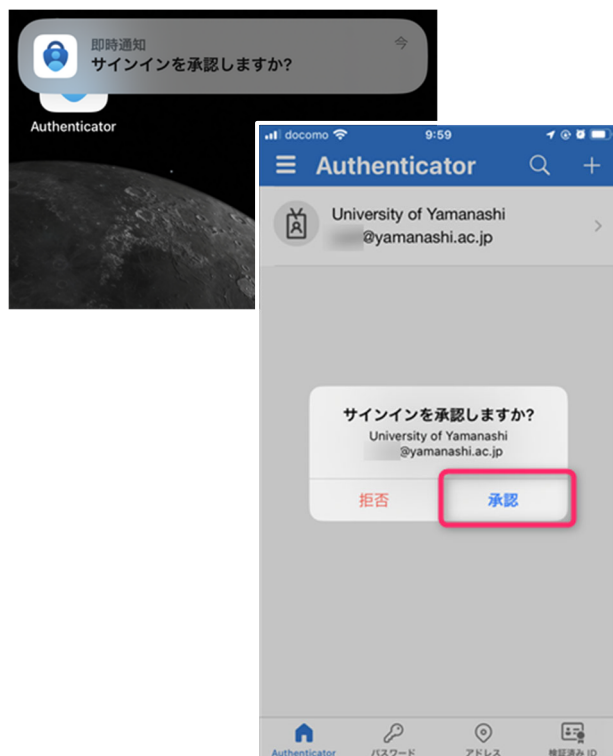 即時通知
今
サインインを承認しますか?
Authenticator
docomo
9:59
Authenticator
University of Yamanashi
@yamanashi.ac.jp
サインインを承認しますか?
University of Yamanashi
@yamanashi.ac.jp
拒否
承認
Authenticator
パスワード
アドレス
検証済み ID